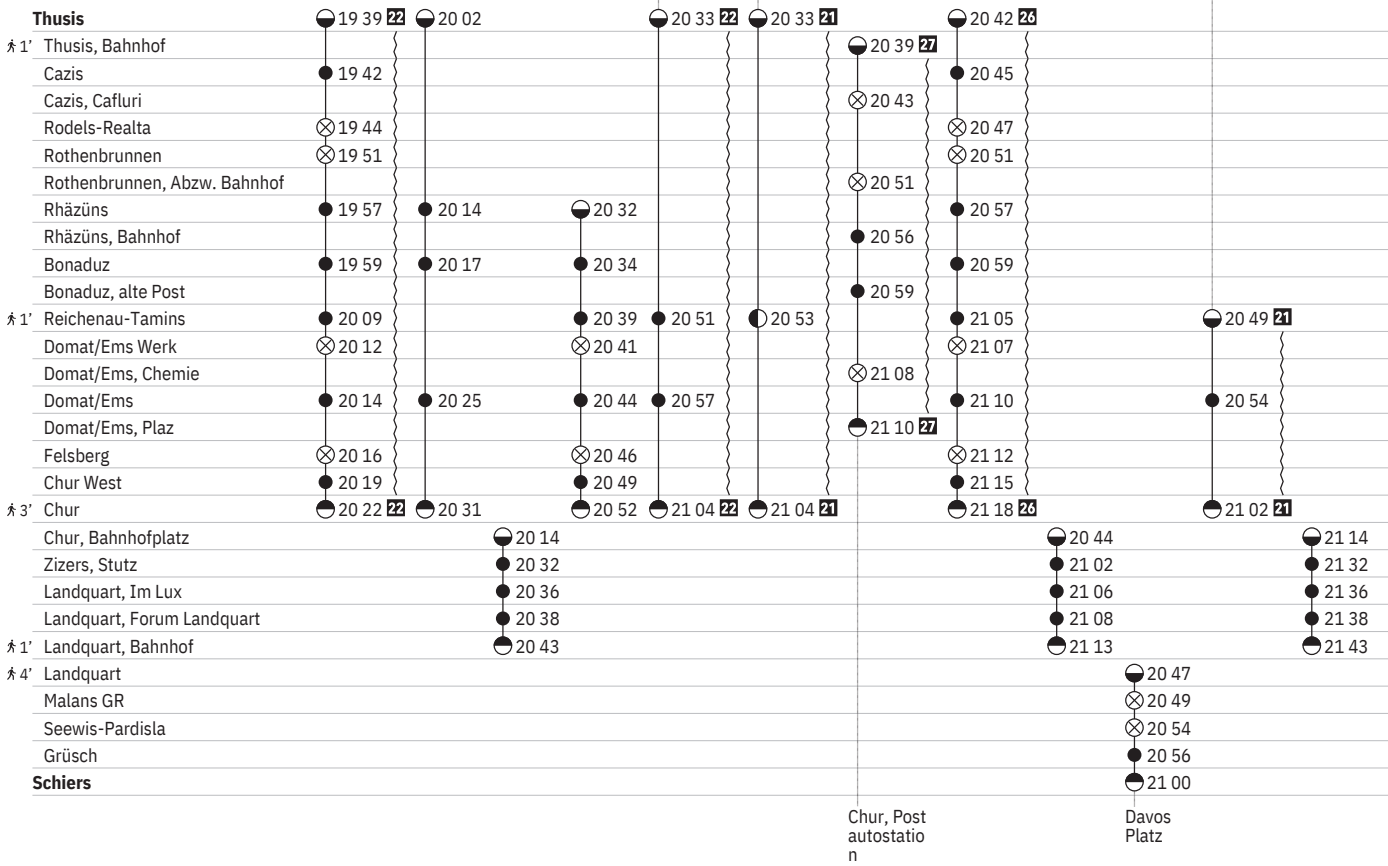 Thusis 19 39 22 20 02 20 33 22 20 33 21 20 42 26
1’ Thusis, Bahnhof 20 39 27
Cazis 19 42 20 45
Cazis, Cafluri 20 43
Rodels-Realta 19 44 20 47
Rothenbrunnen 19 51 20 51
Rothenbrunnen, Abzw. Bahnhof 20 51
Rhäzüns 19 57 20 14 20 32 20 57
Rhäzüns, Bahnhof 20 56
Bonaduz 19 59 20 17 20 34 20 59
Bonaduz, alte Post 20 59
1’ Reichenau-Tamins 20 09 20 39 20 51 20 53 21 05 20 49 21
Domat/Ems Werk 20 12 20 41 21 07
Domat/Ems, Chemie 21 08
Domat/Ems 20 14 20 25 20 44 20 57 21 10 20 54
Domat/Ems, Plaz 21 10 27
Felsberg 20 16 20 46 21 12
Chur West 20 19 20 49 21 15
3’ Chur 20 22 22 20 31 20 52 21 04 22 21 04 21 21 18 26 21 02 21
Chur, Bahnhofplatz 20 14 20 44 21 14
Zizers, Stutz 20 32 21 02 21 32
Landquart, Im Lux 20 36 21 06 21 36
Landquart, Forum Landquart 20 38 21 08 21 38
1’ Landquart, Bahnhof 20 43 21 13 21 43
4’ Landquart 20 47
Malans GR 20 49
Seewis-Pardisla 20 54
Grüsch 20 56
Schiers 21 00
Chur, Post
autostatio
n
Davos
Platz